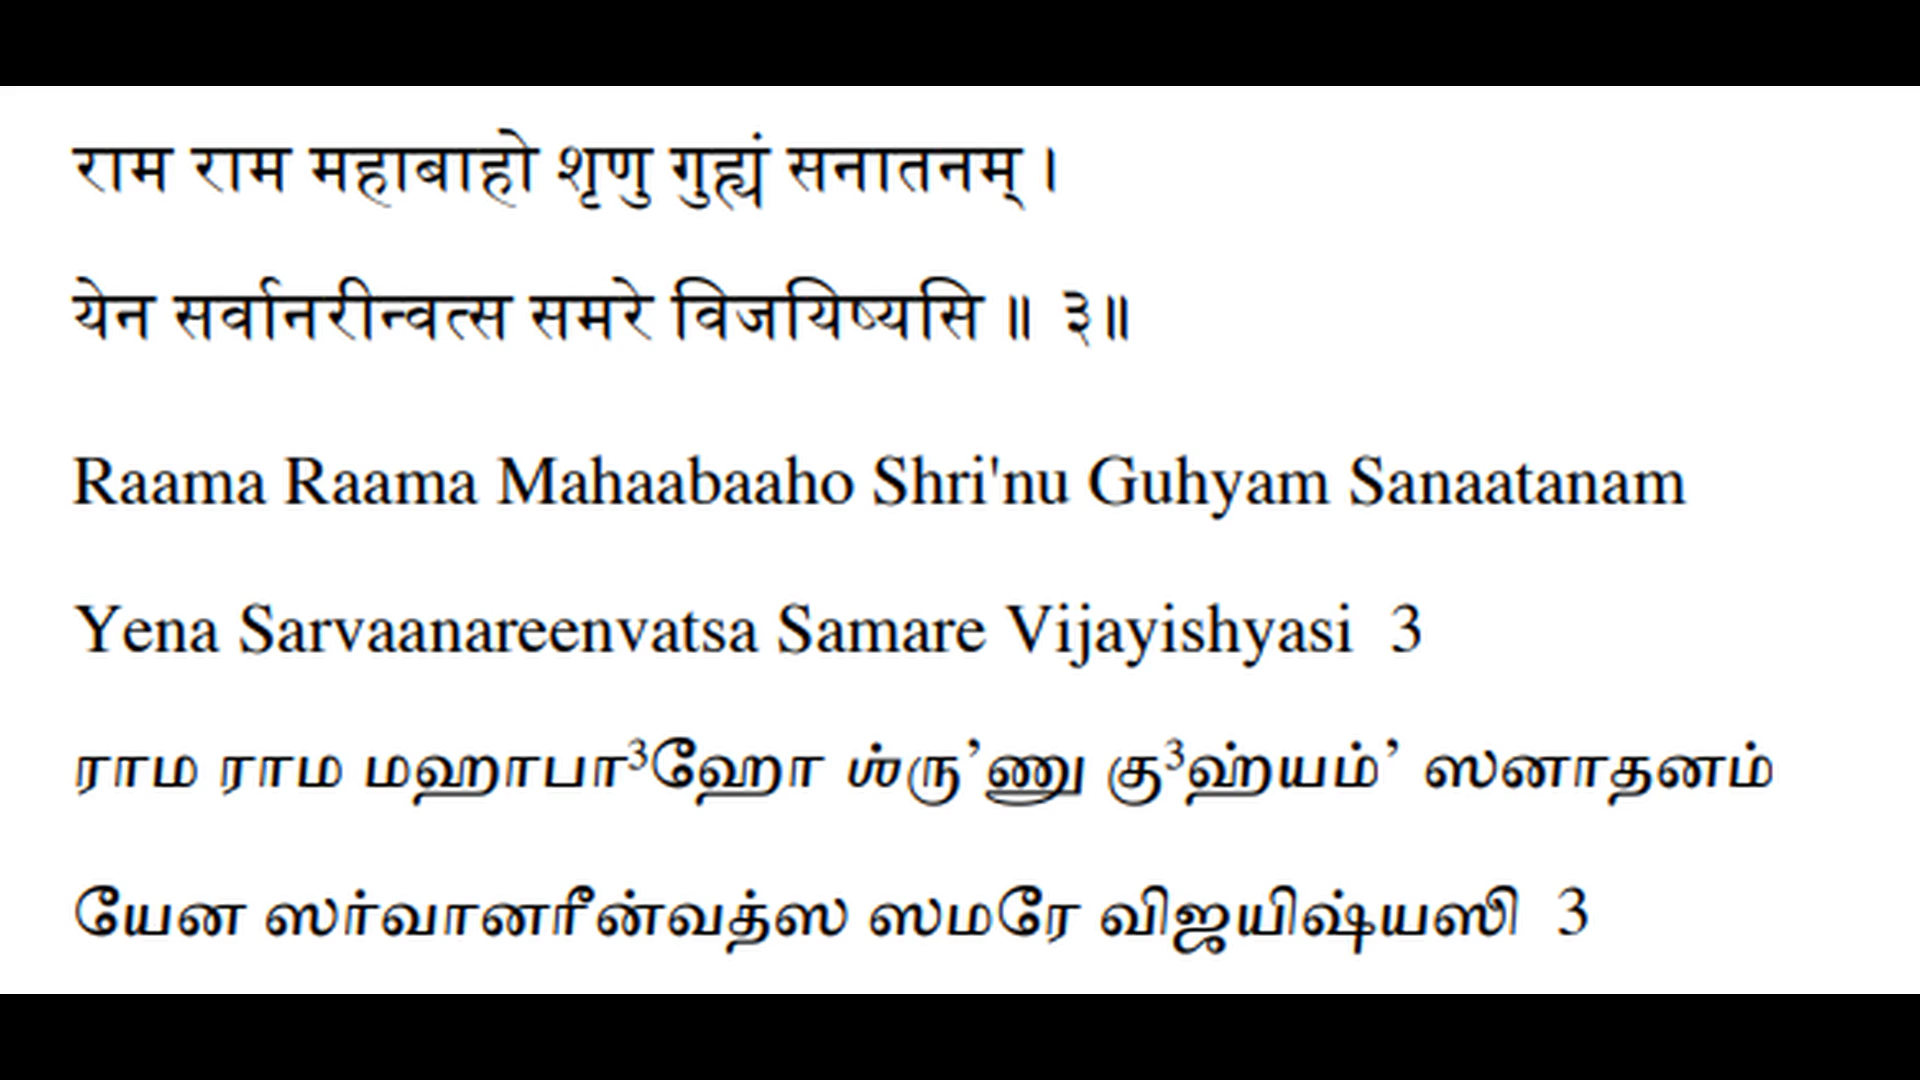 राम राम महाबाहो शृणु गुह्यं सनातनम् ।
येन सर्वानरीन्वत्स समरे विजयिष्यसि ॥ ३॥
Raama Raama Mahaabaaho Shri'nu Guhyam Sanaatanam
Yena Sarvaanareenvatsa Samare Vijayishyasi 3
ராம ராம மஹாபா³ஹோ ஶ்ரு’ணு கு³ஹ்யம்’ ஸனாதனம்
யேன ஸர்வானரீன்வத்ஸ ஸமரே விஜயிஷ்யஸி 3